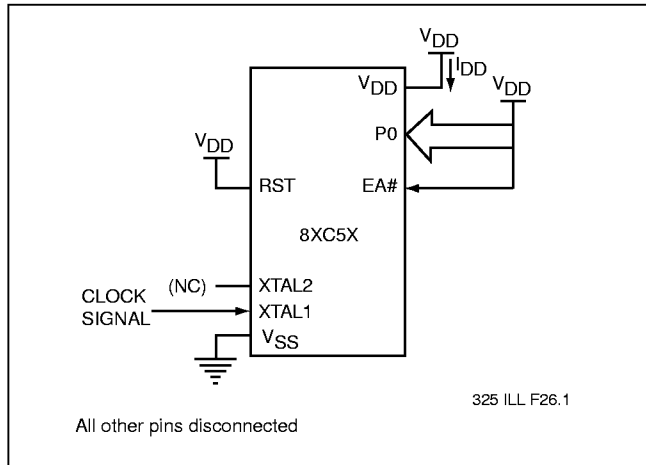 VDD
IDD
VDD
VDD
P0
VDD
RST
EA#
8XC5X
(NC)
XTAL2
CLOCK
SIGNAL
XTAL1
VSS
325 ILL F26.1
All other pins disconnected